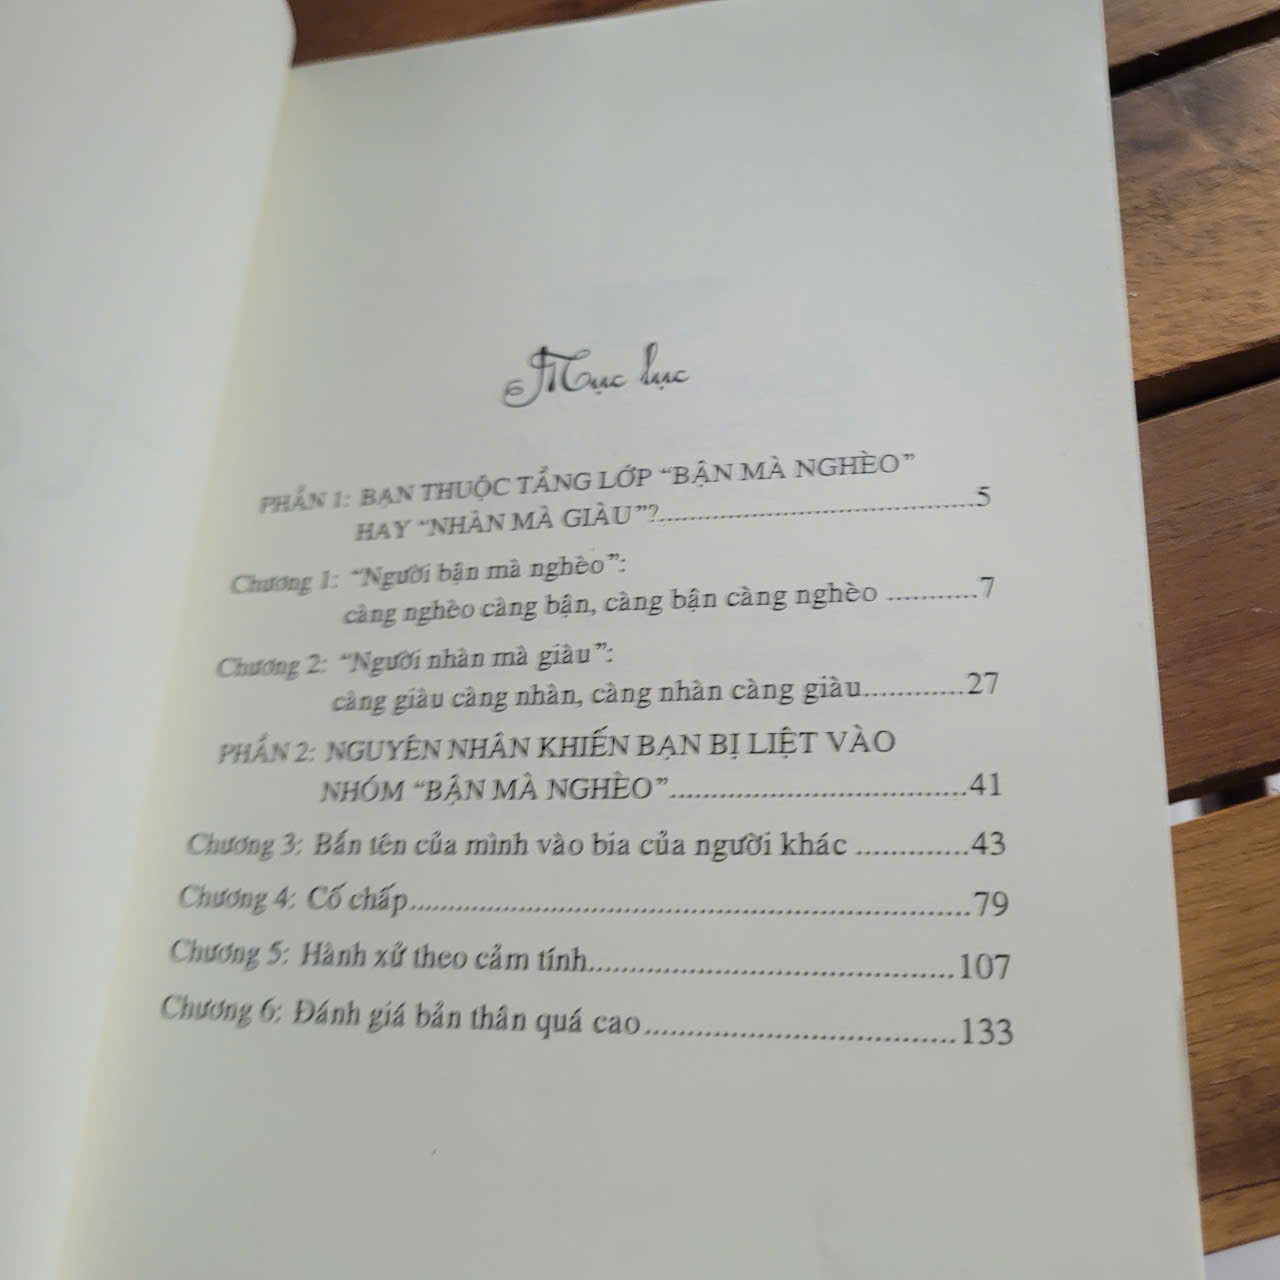 Mục lục
PHẦN 1: BẠN THUỘC TẦNG LỚP “BẬN MÀ NGHÈO”
HAY “NHÀN MÀ GIÀU”?.......................................5
Chương 1: “Người bận mà nghèo”:
càng nghèo càng bận, càng bận càng nghèo ...........7
Chương 2: “Người nhàn mà giàu”:
càng giàu càng nhàn, càng nhàn càng giàu............27
PHẦN 2: NGUYÊN NHÂN KHIẾN BẠN BỊ LIỆT VÀO
NHÓM “BẬN MÀ NGHÈO”...................................41
Chương 3: Bắn tên của mình vào bia của người khác .............43
Chương 4: Cố chấp...................................................................79
Chương 5: Hành xử theo cảm tính..........................................107
Chương 6: Đánh giá bản thân quá cao....................................133